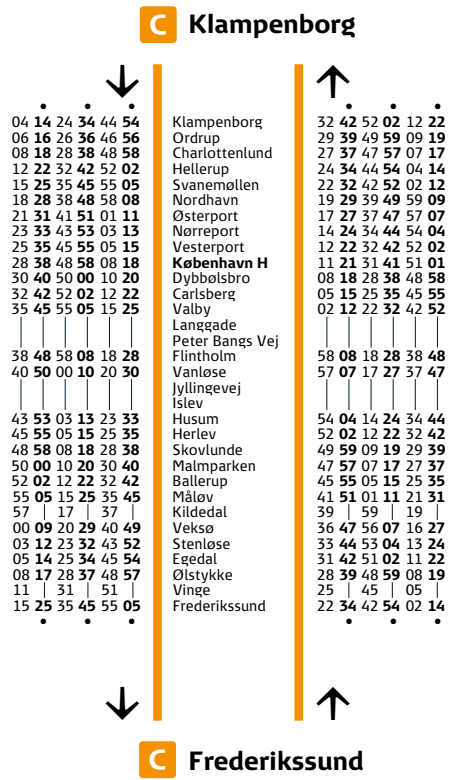 C Klampenborg
04 14 24 34 44 54 Klampenborg 32 42 52 02 12 22
06 16 26 36 46 56 Ordrup 29 39 49 59 09 19
08 18 28 38 48 58 Charlottenlund 27 37 47 57 07 17
12 22 32 42 52 02 Hellerup 24 34 44 54 04 14
15 25 35 45 55 05 Svanemøllen 22 32 42 52 02 12
18 28 38 48 58 08 Nordhavn 19 29 39 49 59 09
21 31 41 51 01 11 Østerport 17 27 37 47 57 07
23 33 43 53 03 13 Nørreport 14 24 34 44 54 04
25 35 45 55 05 15 Vesterport 12 22 32 42 52 02
28 38 48 58 08 18 København H 11 21 31 41 51 01
30 40 50 00 10 20 Dybbølsbro 08 18 28 38 48 58
32 42 52 02 12 22 Carlsberg 05 15 25 35 45 55
35 45 55 05 15 25 Valby 02 12 22 32 42 52
Langgade
Peter Bangs Vej
38 48 58 08 18 28 Flintholm 58 08 18 28 38 48
40 50 00 10 20 30 Vanløse 57 07 17 27 37 47
Jyllingevej
Islev
43 53 03 13 23 33 Husum 54 04 14 24 34 44
45 55 05 15 25 35 Herlev 52 02 12 22 32 42
48 58 08 18 28 38 Skovlunde 49 59 09 19 29 39
50 00 10 20 30 40 Malmparken 47 57 07 17 27 37
52 02 12 22 32 42 Ballerup 45 55 05 15 25 35
55 05 15 25 35 45 Måløv 41 51 01 11 21 31
57 | 17 | 37 | Kildedal 39 | 59 | 19 |
00 09 20 29 40 49 Veksø 36 47 56 07 16 27
03 12 23 32 43 52 Stenløse 33 44 53 04 13 24
05 14 25 34 45 54 Egedal 31 42 51 02 11 22
08 17 28 37 48 57 Ølstykke 28 39 48 59 08 19
11 | 31 | 51 | Vinge 25 | 45 | 05 |
15 25 35 45 55 05 Frederikssund 22 34 42 54 02 14
C Frederikssund